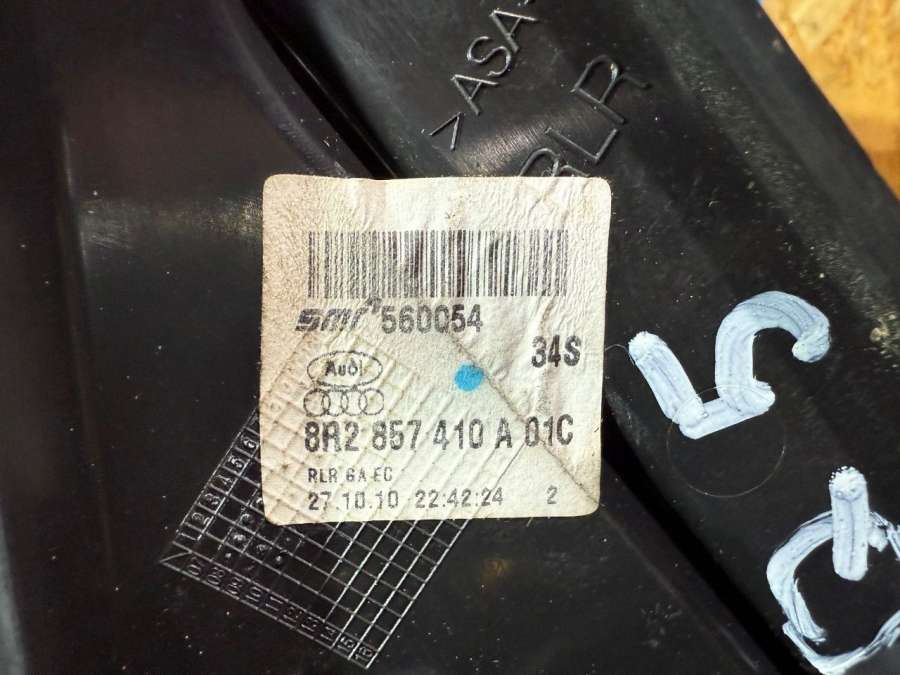 >ASA
RLR
smr 560054
34S
Audi
8R2 857 410 A 01C
RLR GA EC
27.10.10 22:42:24 2
5